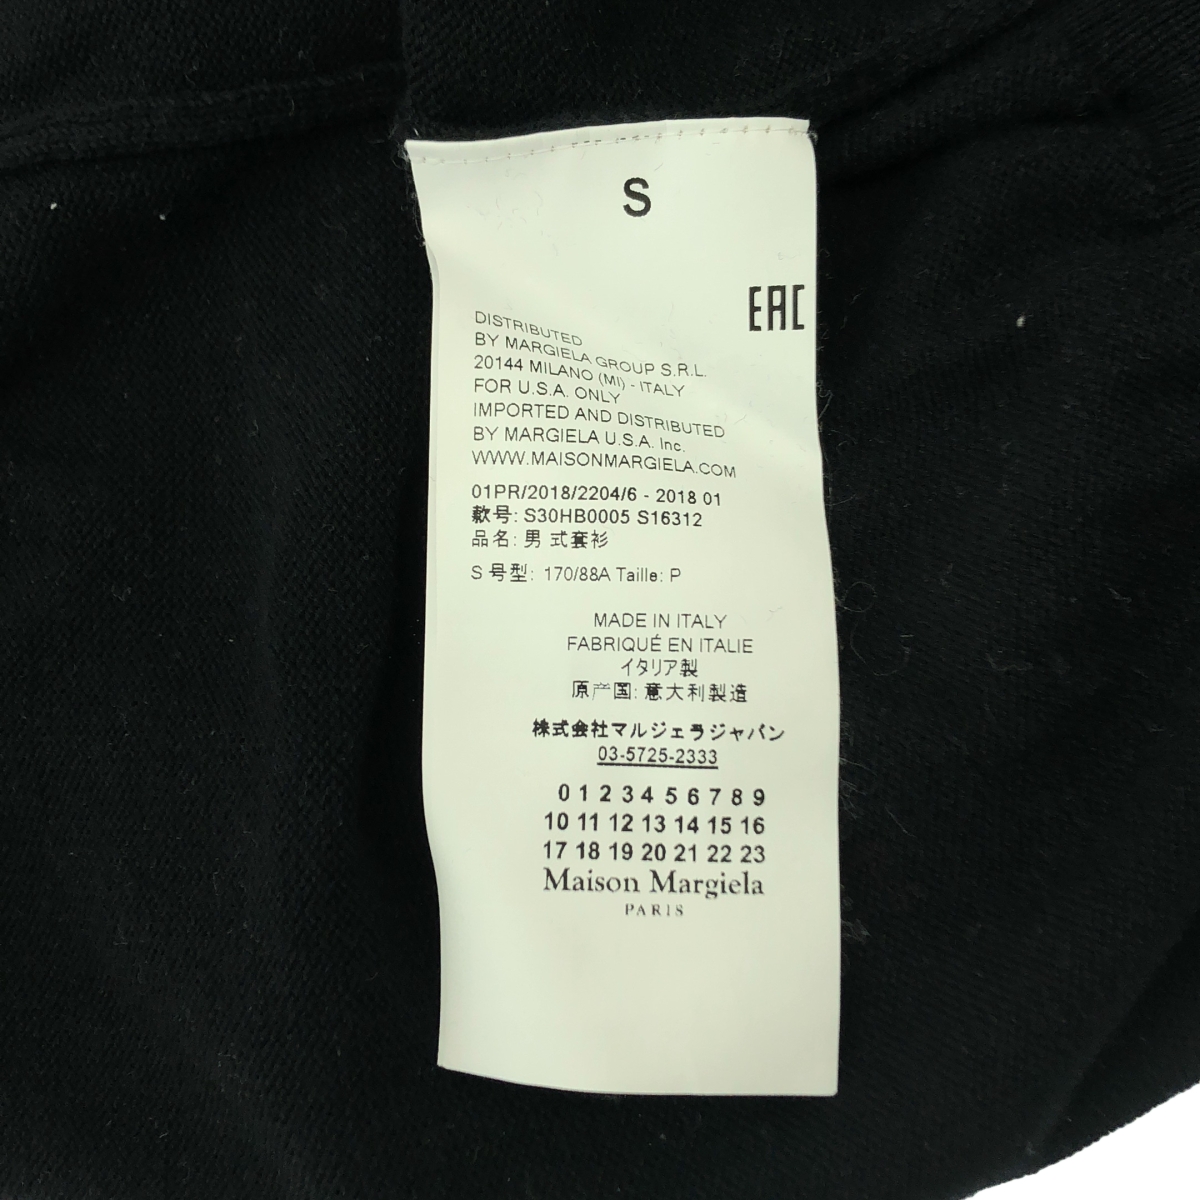 S
EAC
DISTRIBUTED
BY MARGIELA GROUP S.R.L.
20144 MILANO (MI) - ITALY
FOR U.S.A. ONLY
IMPORTED AND DISTRIBUTED
BY MARGIELA U.S.A. Inc.
WWW.MAISONMARGIELA.COM
01PR/2018/2204/6 - 2018 01
款号: S30HB0005 S16312
品名: 男 式套衫
S 号型: 170/88A Taille: P
MADE IN ITALY
FABRIQUÉ EN ITALIE
イタリア製
原产国: 意大利製造
株式会社マルジェラジャパン
03-5725-2333
0 1 2 3 4 5 6 7 8 9
10 11 12 13 14 15 16
17 18 19 20 21 22 23
Maison Margiela
PARIS